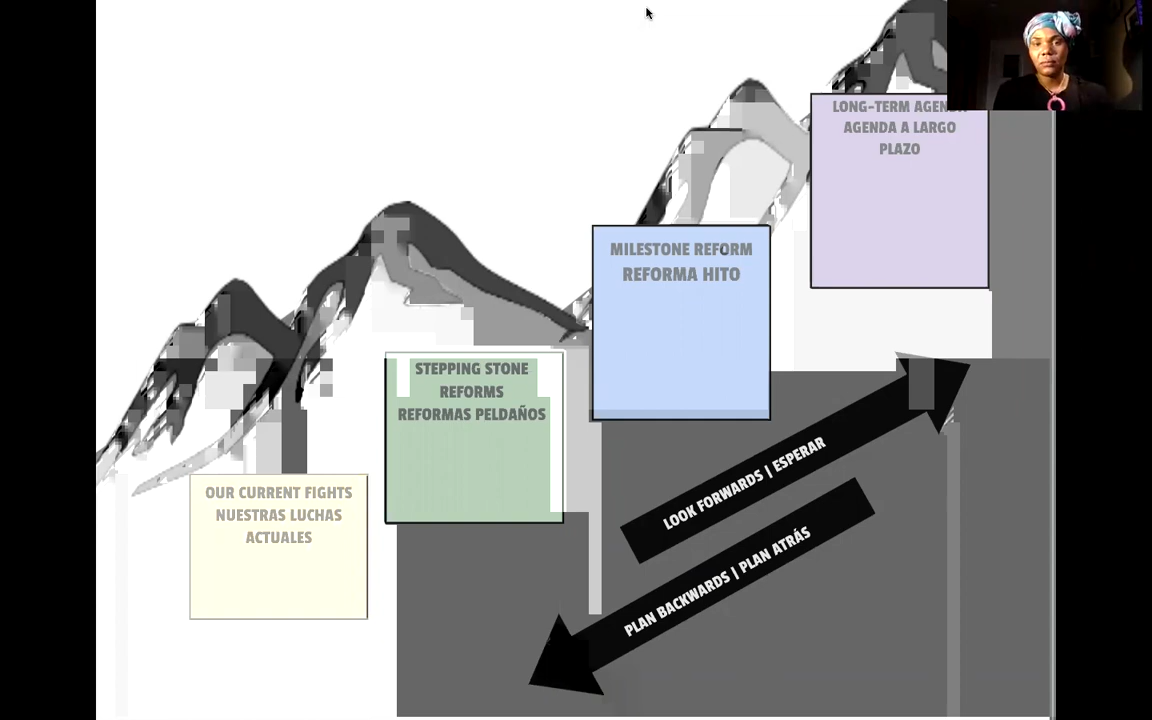 LONG-TERM AGENDA
AGENDA A LARGO
PLAZO
MILESTONE REFORM
REFORMA HITO
STEPPING STONE
REFORMS
REFORMAS PELDAÑOS
OUR CURRENT FIGHTS
NUESTRAS LUCHAS
ACTUALES
LOOK FORWARDS | ESPERAR
PLAN BACKWARDS | PLAN ATRÁS